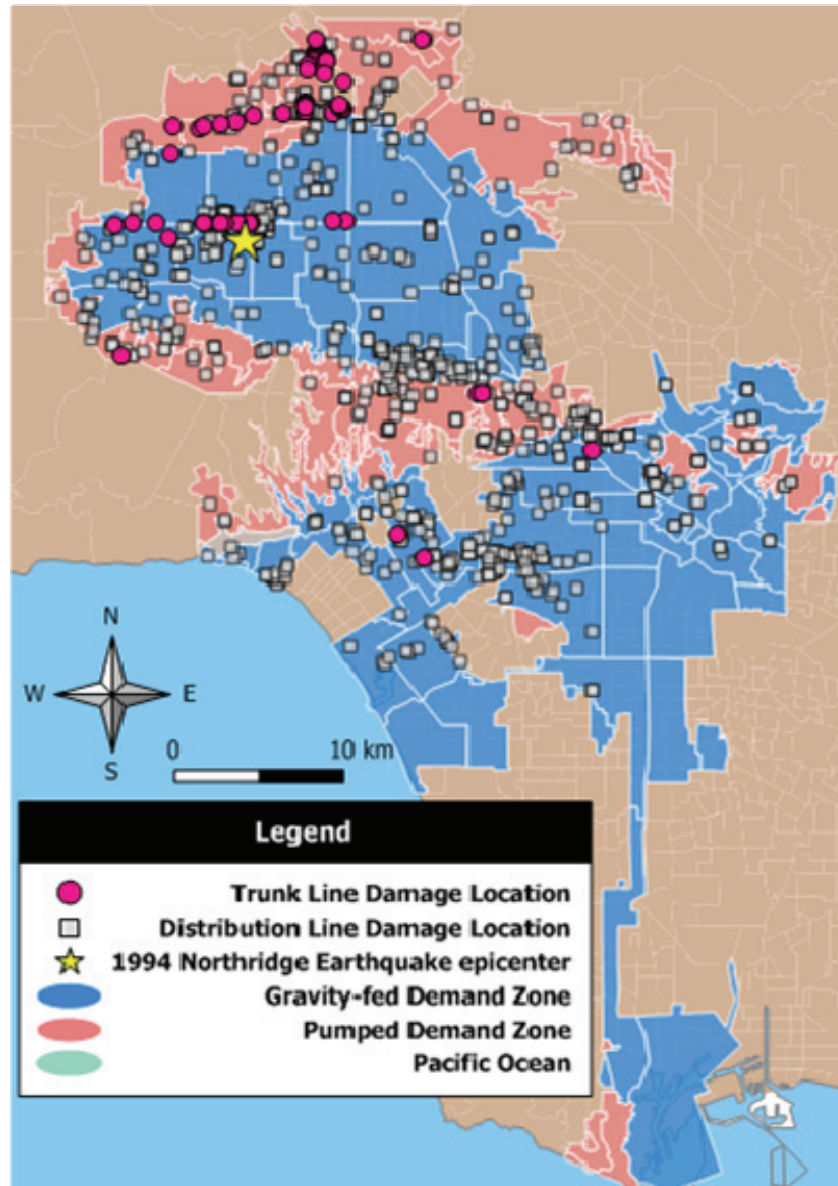 N
W E
S
0 10 km
Legend
Trunk Line Damage Location
Distribution Line Damage Location
1994 Northridge Earthquake epicenter
Gravity-fed Demand Zone
Pumped Demand Zone
Pacific Ocean